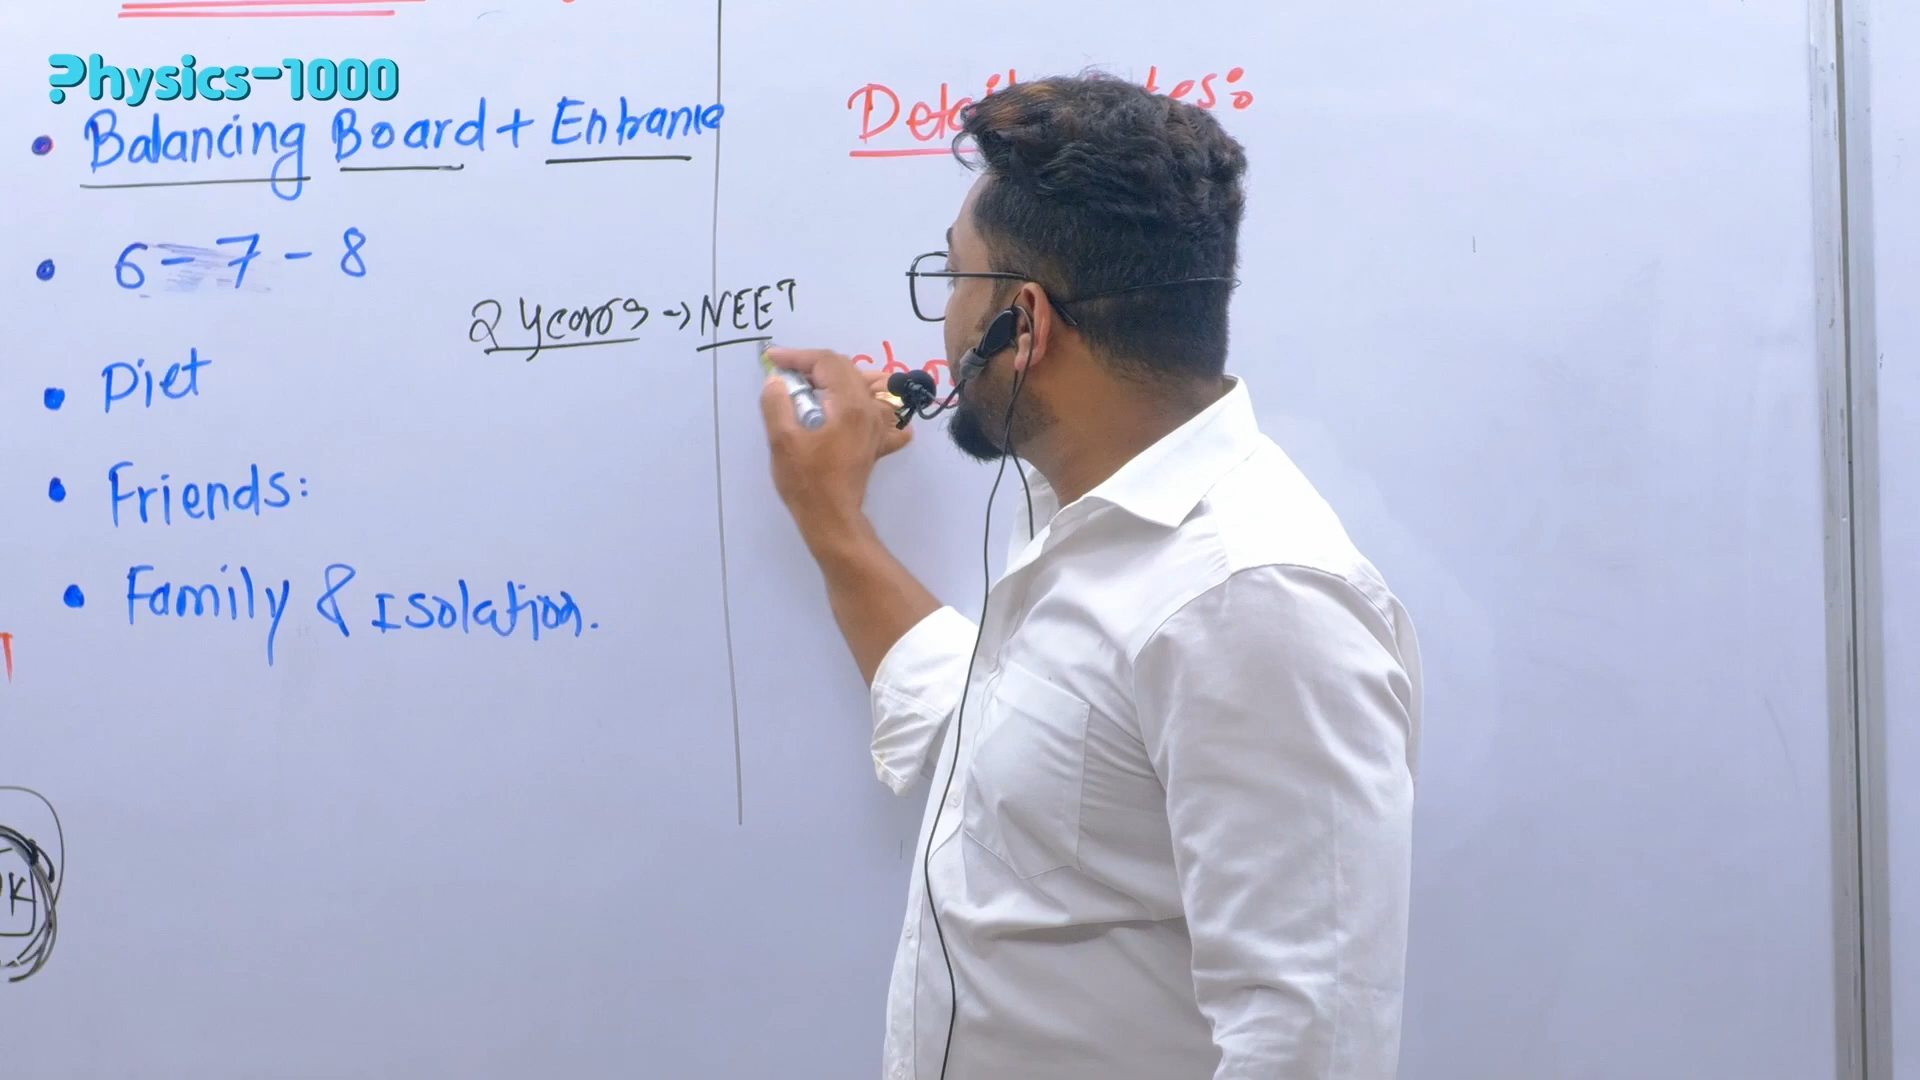 Physics-1000
Balancing Board + Entrance
6 - 7 - 8
2 years → NEET
Diet
Friends:
Family & Isolation.